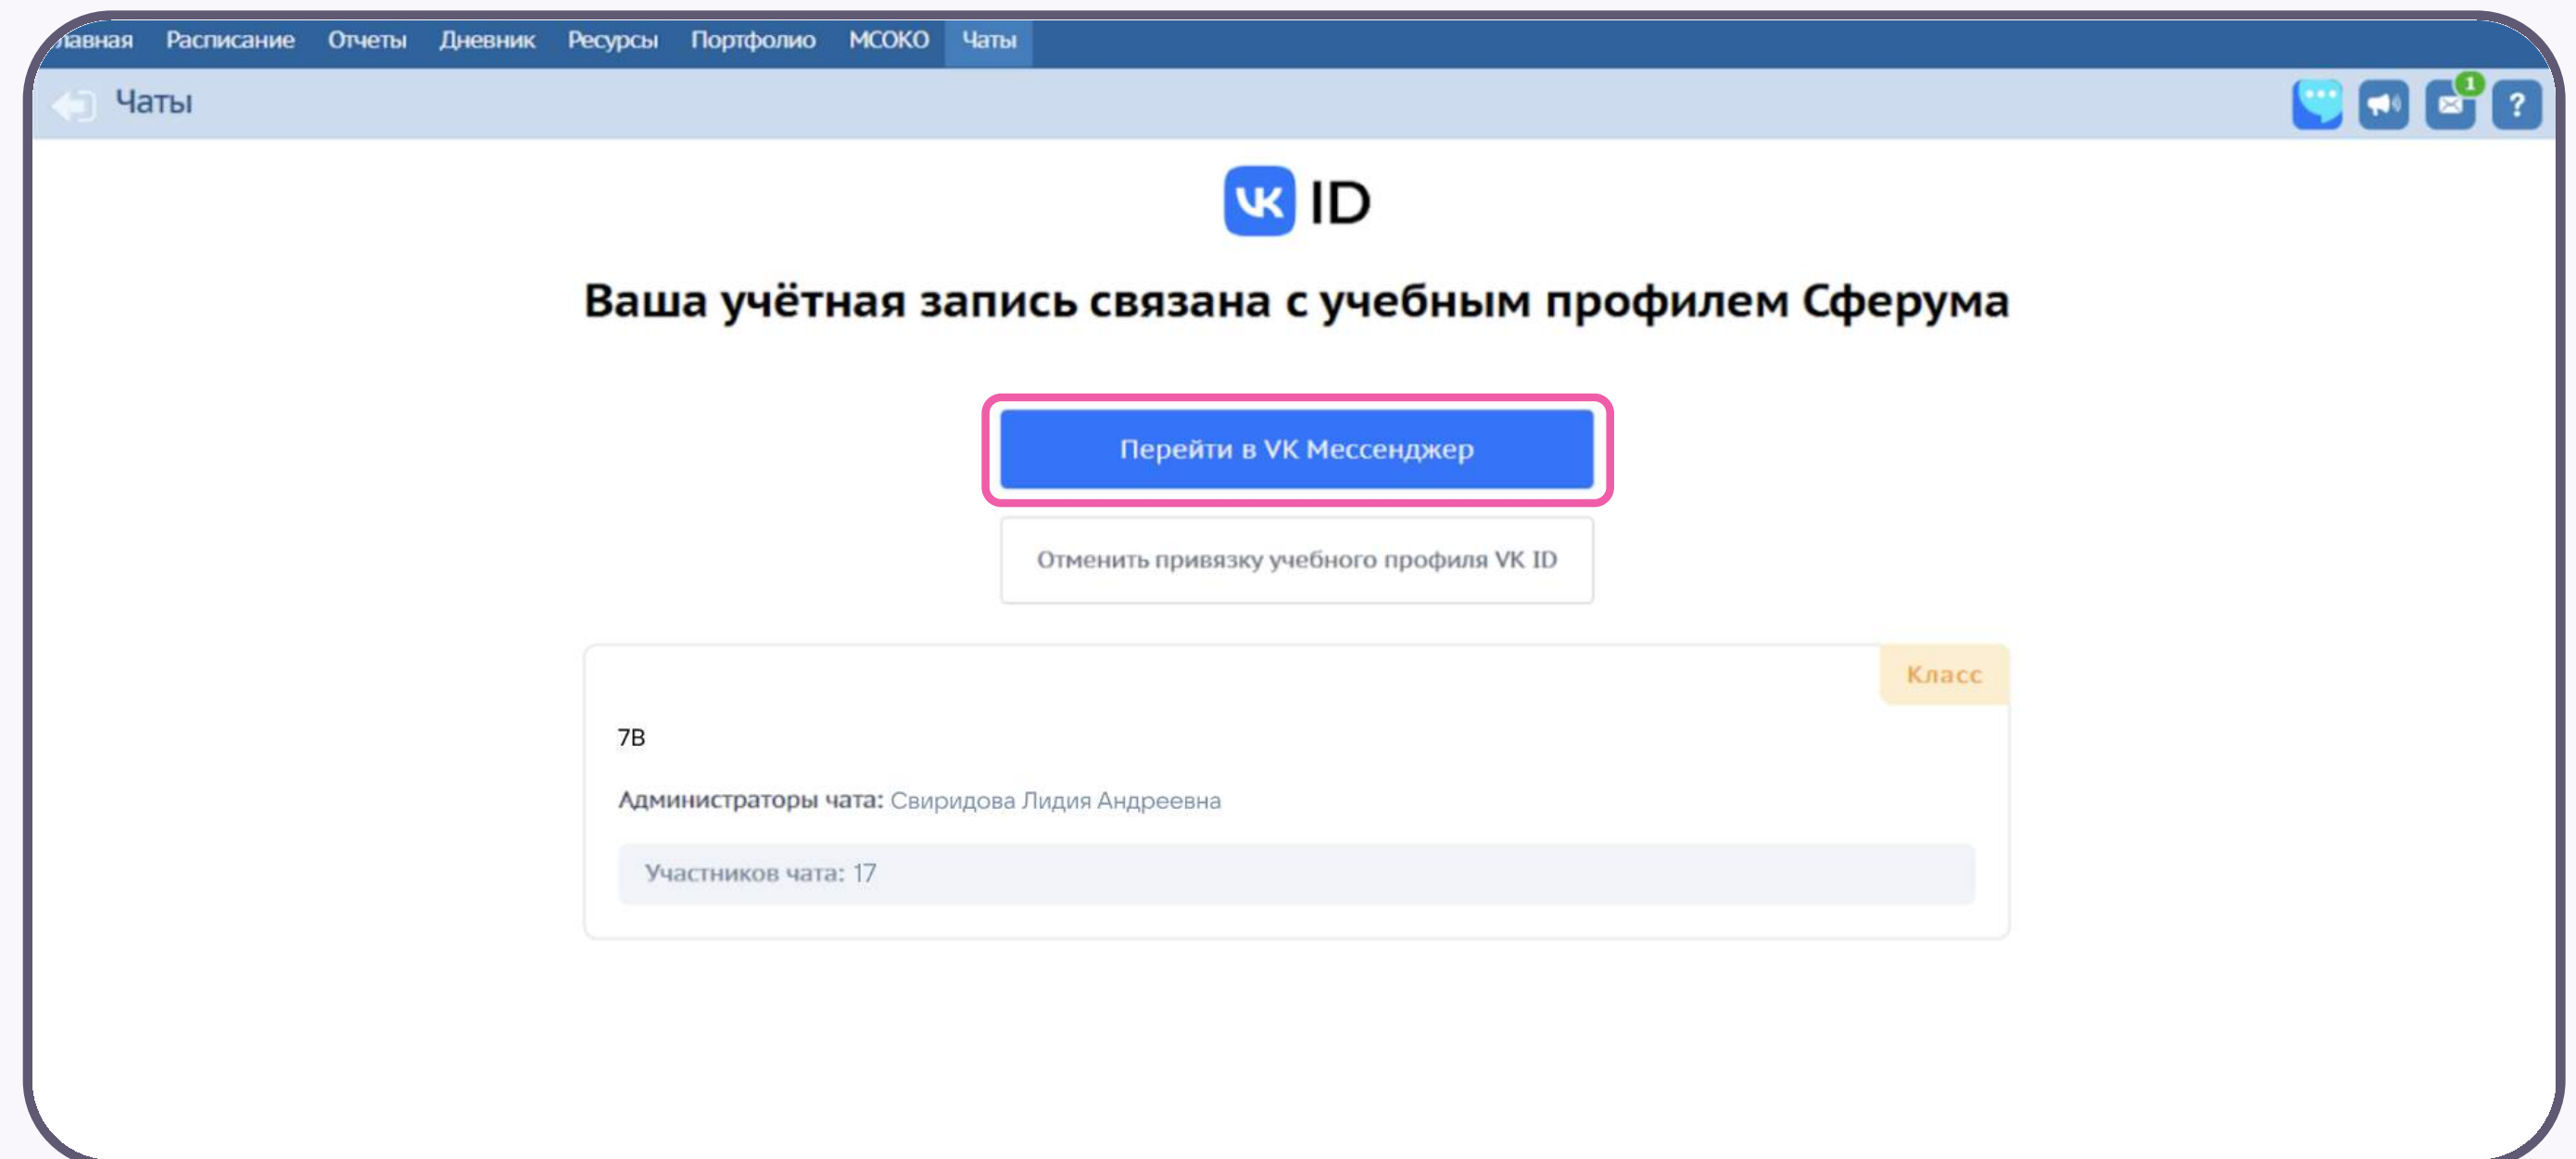 лавная Расписание Отчеты Дневник Ресурсы Портфолио МСОКО Чаты
Чаты
1
?
VK ID
Ваша учётная запись связана с учебным профилем Сферума
Перейти в VK Мессенджер
Отменить привязку учебного профиля VK ID
Класс
7В
Администраторы чата: Свиридова Лидия Андреевна
Участников чата: 17